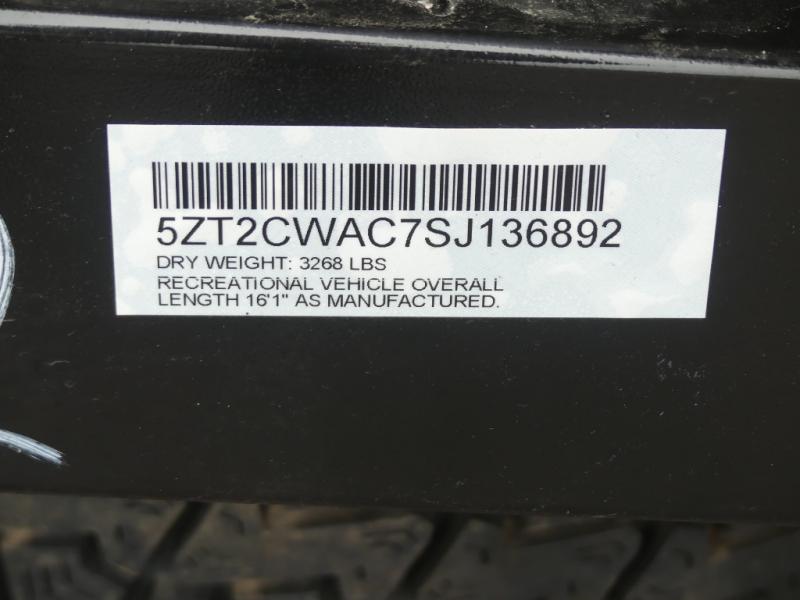 5ZT2CWAC7SJ136892
DRY WEIGHT: 3268 LBS
RECREATIONAL VEHICLE OVERALL
LENGTH 16'1" AS MANUFACTURED.